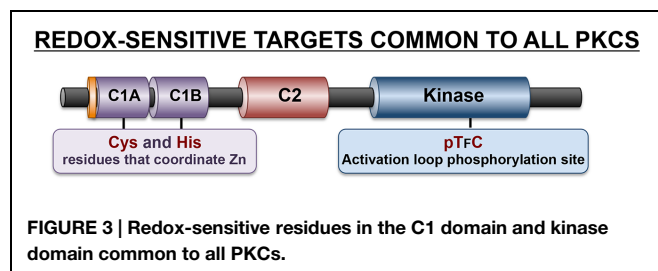 REDOX-SENSITIVE TARGETS COMMON TO ALL PKCS
C1A C1B C2 Kinase
Cys and His
residues that coordinate Zn
pTFC
Activation loop phosphorylation site
FIGURE 3 | Redox-sensitive residues in the C1 domain and kinase
domain common to all PKCs.